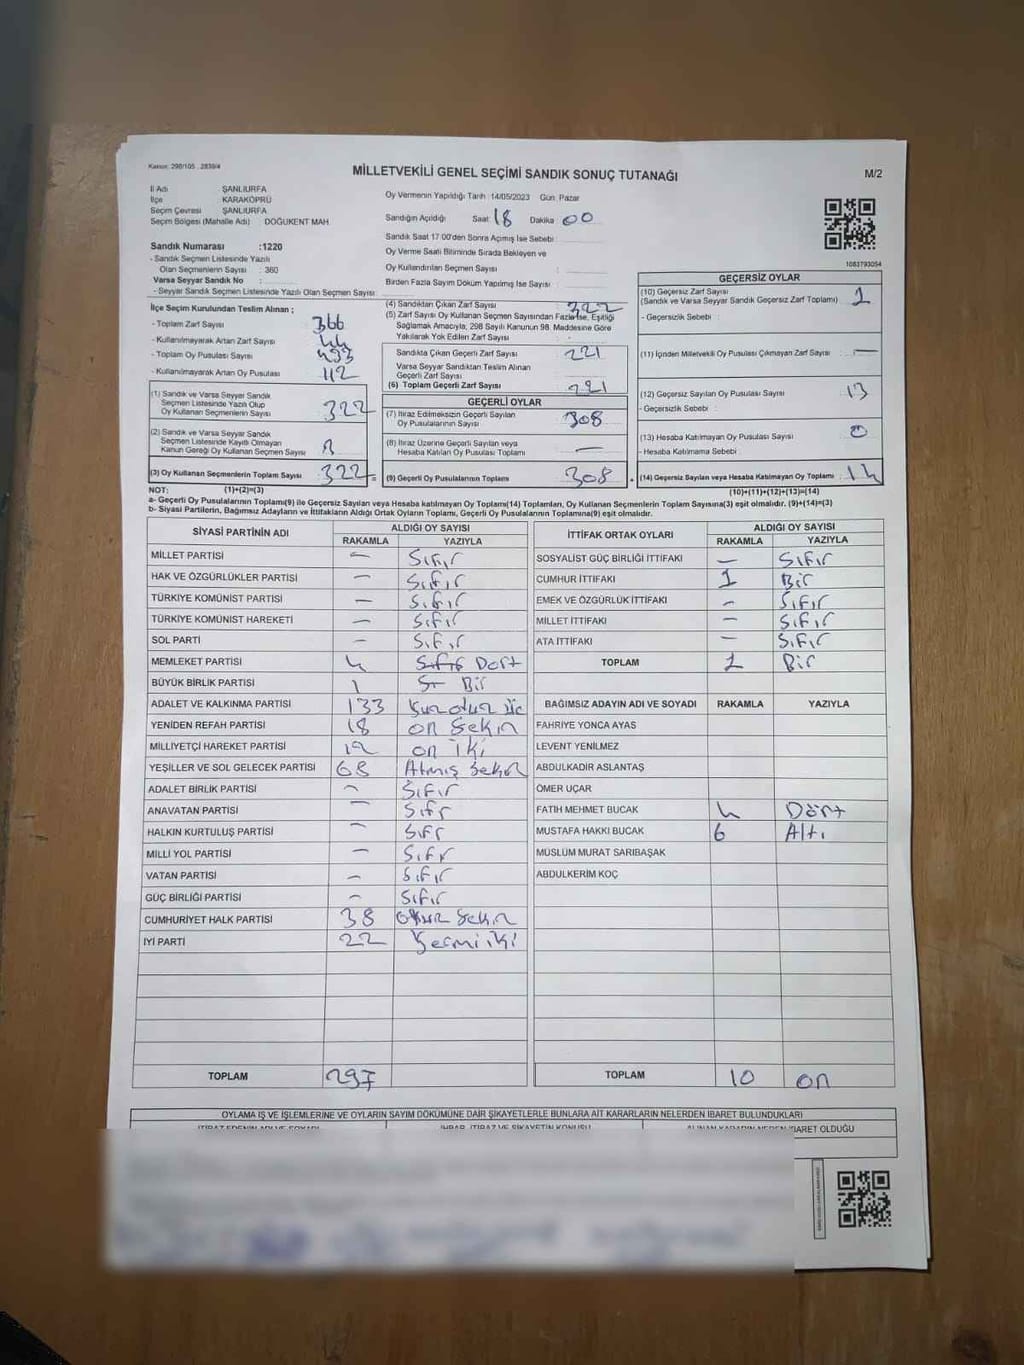 Kanun: 298/105 , 2839/4
MİLLETVEKİLİ GENEL SEÇİMİ SANDIK SONUÇ TUTANAĞI
M/2
İl Adı ŞANLIURFA
İlçe KARAKÖPRÜ
Seçim Çevresi ŞANLIURFA
Seçim Bölgesi (Mahalle Adı) DOĞUKENT MAH.
Oy Vermenin Yapıldığı Tarih :14/05/2023 Gün: Pazar
Sandığın Açıldığı Saat 18 Dakika 00
Sandık Saat 17.00'den Sonra Açılmış İse Sebebi :
Oy Verme Saati Bitiminde Sırada Bekleyen ve
Oy Kullandırılan Seçmen Sayısı :
Birden Fazla Sayım Döküm Yapılmış İse Sayısı :
1083793054
Sandık Numarası :1220
- Sandık Seçmen Listesinde Yazılı
Olan Seçmenlerin Sayısı : 360
Varsa Seyyar Sandık No :
- Seyyar Sandık Seçmen Listesinde Yazılı Olan Seçmen Sayısı:
İlçe Seçim Kurulundan Teslim Alınan ;
- Toplam Zarf Sayısı 366
- Kullanılmayarak Artan Zarf Sayısı : 44
- Toplam Oy Pusulası Sayısı : 433
- Kullanılmayarak Artan Oy Pusulası : 112
(1) Sandık ve Varsa Seyyar Sandık
Seçmen Listesinde Yazılı Olup
Oy Kullanan Seçmenlerin Sayısı : 322
(2) Sandık ve Varsa Seyyar Sandık
Seçmen Listesinde Kayıtlı Olmayan
Kanun Gereği Oy Kullanan Seçmen Sayısı :
(3) Oy Kullanan Seçmenlerin Toplam Sayısı : 322 =
(4) Sandıktan Çıkan Zarf Sayısı : 322
(5) Zarf Sayısı Oy Kullanan Seçmen Sayısından Fazla İse, Eşitliği
Sağlamak Amacıyla, 298 Sayılı Kanunun 98. Maddesine Göre
Yakılarak Yok Edilen Zarf Sayısı :
Sandıkta Çıkan Geçerli Zarf Sayısı : 221
Varsa Seyyar Sandıktan Teslim Alınan
Geçerli Zarf Sayısı :
(6) Toplam Geçerli Zarf Sayısı : 221
GEÇERLİ OYLAR
(7) İtiraz Edilmeksizin Geçerli Sayılan
Oy Pusulalarının Sayısı : 308
(8) İtiraz Üzerine Geçerli Sayılan veya
Hesaba Katılan Oy Pusulası Toplamı : —
(9) Geçerli Oy Pusulalarının Toplamı : 308
GEÇERSİZ OYLAR
(10) Geçersiz Zarf Sayısı
(Sandık ve Varsa Seyyar Sandık Geçersiz Zarf Toplamı) : 1
- Geçersizlik Sebebi :
(11) İçinden Milletvekili Oy Pusulası Çıkmayan Zarf Sayısı : —
(12) Geçersiz Sayılan Oy Pusulası Sayısı : 13
- Geçersizlik Sebebi :
(13) Hesaba Katılmayan Oy Pusulası Sayısı : 0
- Hesaba Katılmama Sebebi :
(14) Geçersiz Sayılan veya Hesaba Katılmayan Oy Toplamı : 14
NOT: (1)+(2)=(3)
(10)+(11)+(12)+(13)=(14)
a- Geçerli Oy Pusulalarının Toplamı(9) ile Geçersiz Sayılan veya Hesaba katılmayan Oy Toplamı(14) Toplamları, Oy Kullanan Seçmenlerin Toplam Sayısına(3) eşit olmalıdır. (9)+(14)=(3)
b- Siyasi Partilerin, Bağımsız Adayların ve İttifakların Aldığı Ortak Oyların Toplamı, Geçerli Oy Pusulalarının Toplamına(9) eşit olmalıdır.
SİYASİ PARTİNİN ADI ALDIĞI OY SAYISI
RAKAMLA YAZIYLA
MİLLET PARTİSİ — Sıfır
HAK VE ÖZGÜRLÜKLER PARTİSİ — Sıfır
TÜRKİYE KOMÜNİST PARTİSİ — Sıfır
TÜRKİYE KOMÜNİST HAREKETİ — Sıfır
SOL PARTİ — Sıfır
MEMLEKET PARTİSİ 4 Sıfır Dört
BÜYÜK BİRLİK PARTİSİ 1 Bir
ADALET VE KALKINMA PARTİSİ 133 Yüzotuz üç
YENİDEN REFAH PARTİSİ 18 on Sekiz
MİLLİYETÇİ HAREKET PARTİSİ 12 on iki
YEŞİLLER VE SOL GELECEK PARTİSİ 68 Atmış Sekiz
ADALET BİRLİK PARTİSİ — Sıfır
ANAVATAN PARTİSİ — Sıfr
HALKIN KURTULUŞ PARTİSİ — Sıfr
MİLLİ YOL PARTİSİ — Sıfr
VATAN PARTİSİ — Sıfır
GÜÇ BİRLİĞİ PARTİSİ — Sıfır
CUMHURİYET HALK PARTİSİ 38 Otuz Sekiz
İYİ PARTİ 22 Yermi iki
TOPLAM 297
İTTİFAK ORTAK OYLARI ALDIĞI OY SAYISI
RAKAMLA YAZIYLA
SOSYALİST GÜÇ BİRLİĞİ İTTİFAKI — Sıfır
CUMHUR İTTİFAKI 1 Bir
EMEK VE ÖZGÜRLÜK İTTİFAKI — Sıfır
MİLLET İTTİFAKI — Sıfır
ATA İTTİFAKI — Sıfır
TOPLAM 1 Bir
BAĞIMSIZ ADAYIN ADI VE SOYADI RAKAMLA YAZIYLA
FAHRİYE YONCA AYAS
LEVENT YENİLMEZ
ABDULKADİR ASLANTAŞ
ÖMER UÇAR
FATİH MEHMET BUCAK 4 Dört
MUSTAFA HAKKI BUCAK 6 Altı
MÜSLÜM MURAT SARIBAŞAK
ABDULKERİM KOÇ
TOPLAM 10 on
OYLAMA İŞ VE İŞLEMLERİNE VE OYLARIN SAYIM DÖKÜMÜNE DAİR ŞİKAYETLERLE BUNLARA AİT KARARLARIN NELERDEN İBARET BULUNDUKLARI
İTİRAZ EDENİN ADI VE SOYADI İHBAR, İTİRAZ VE ŞİKAYETİN KONUSU ALINAN KARARIN NEDEN İBARET OLDUĞU